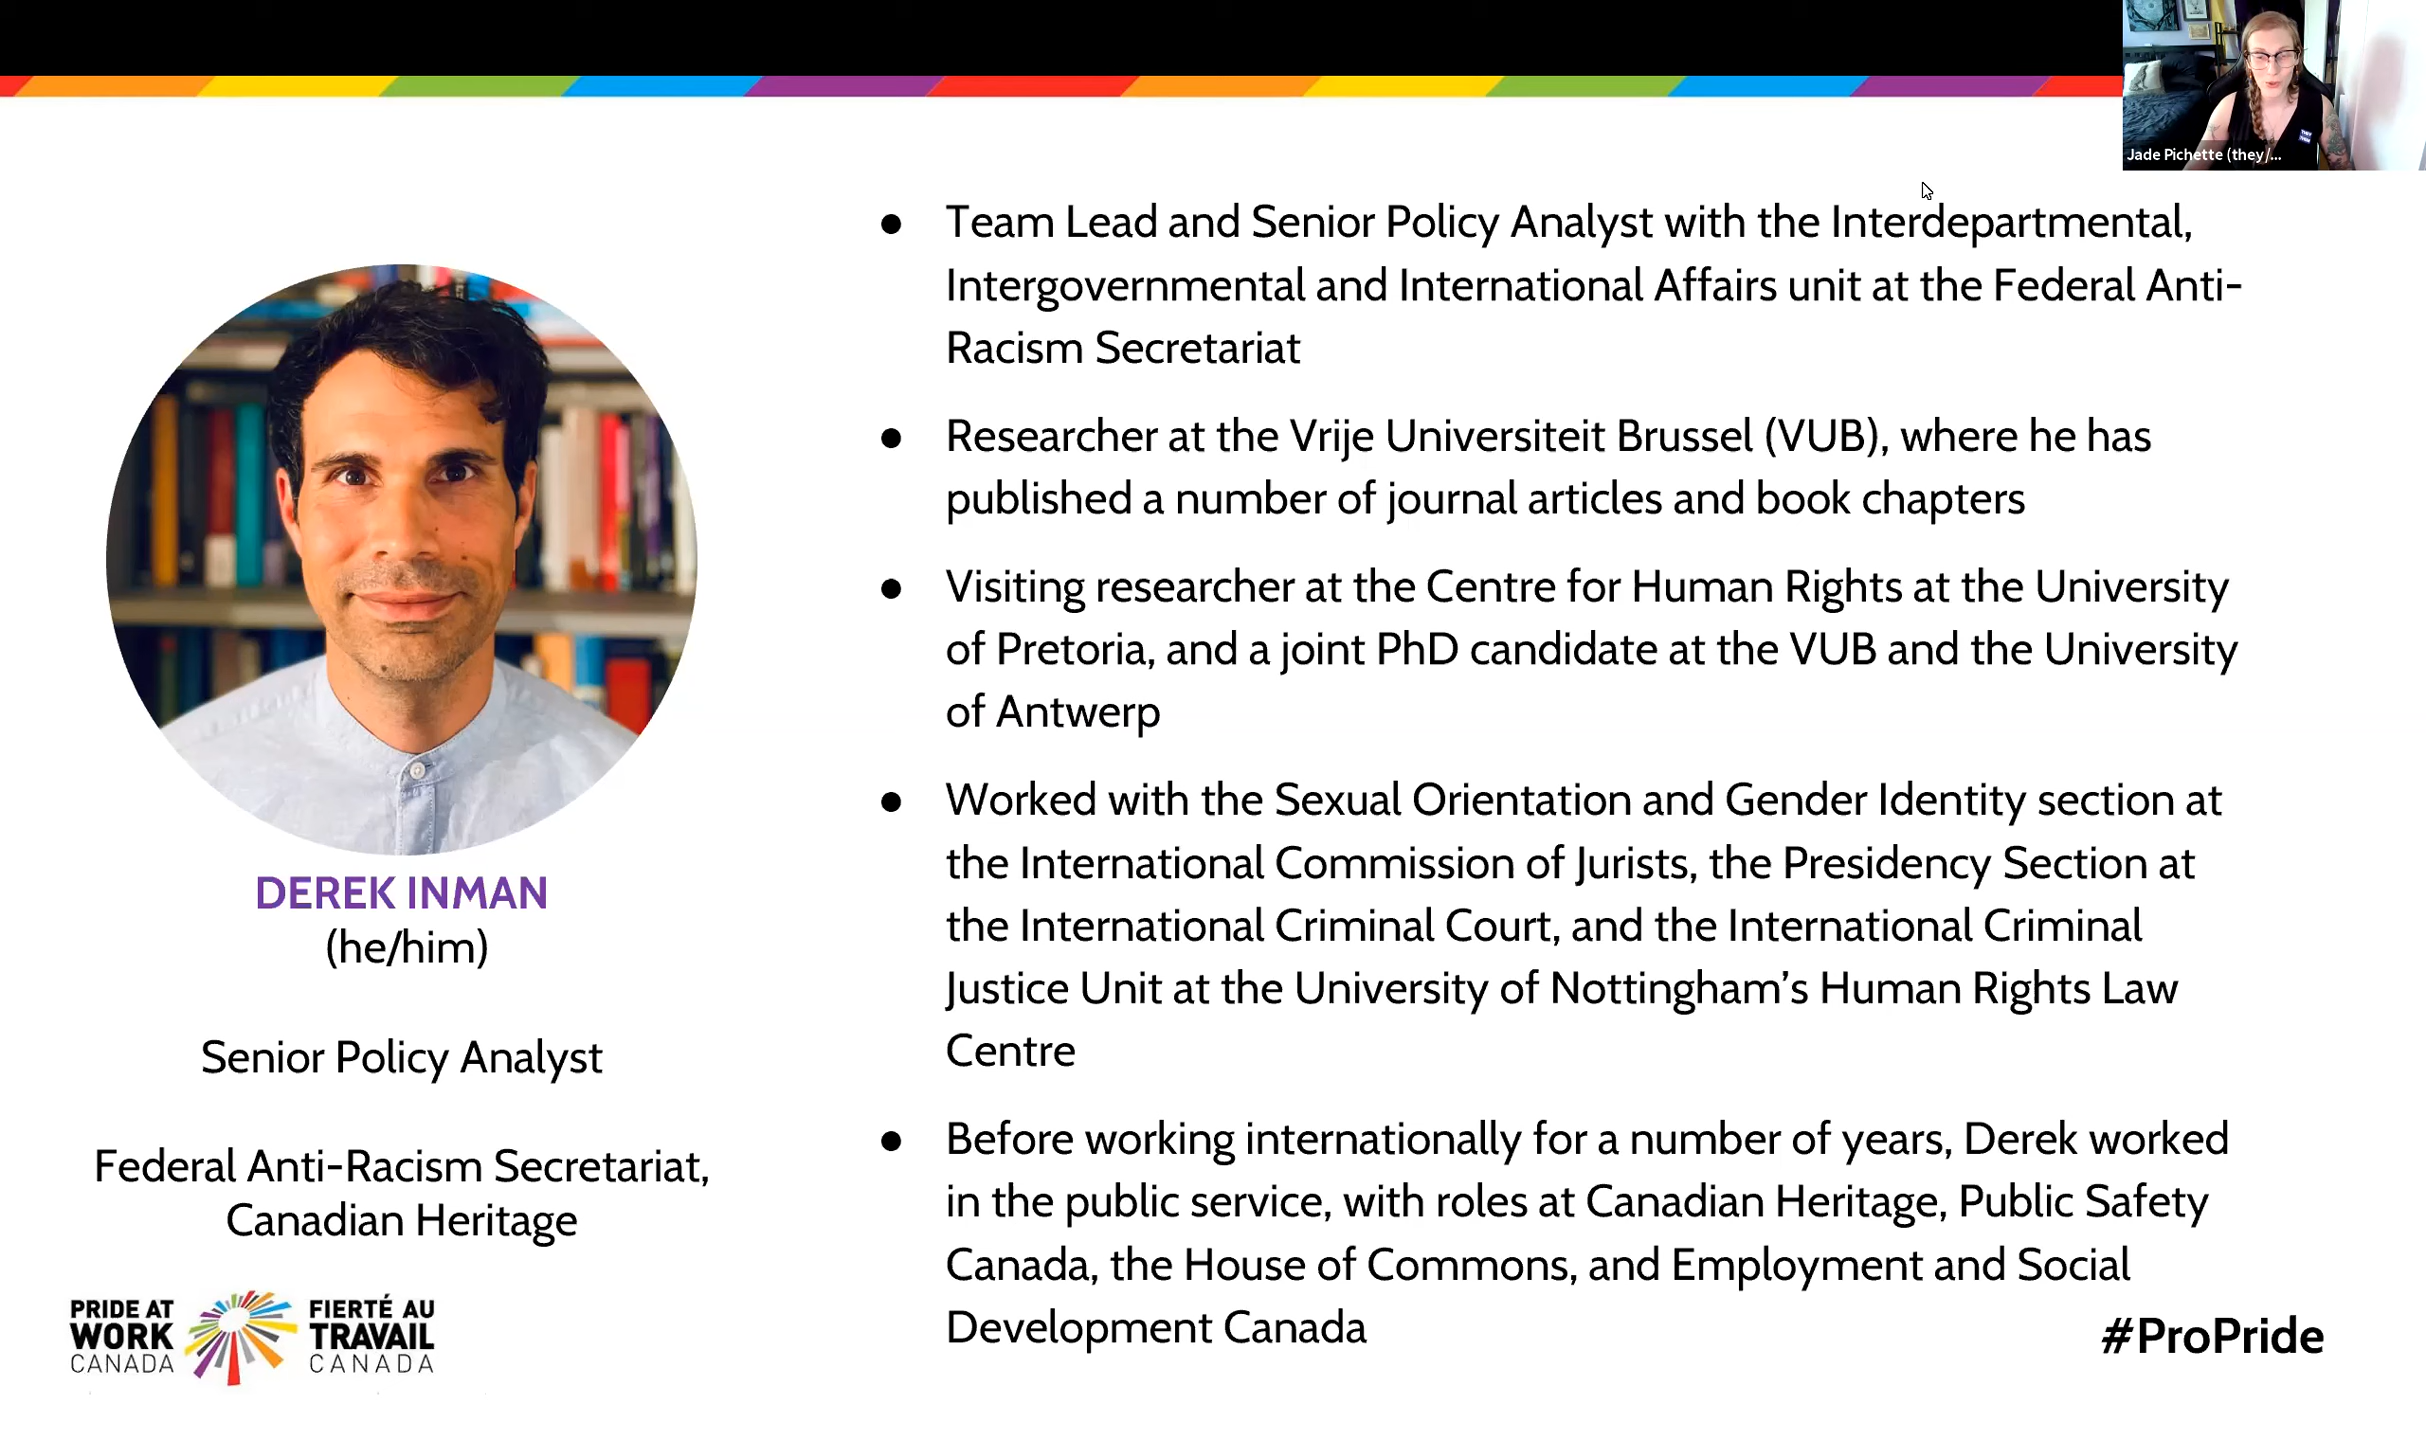 Jade Pichette (they/...
Team Lead and Senior Policy Analyst with the Interdepartmental,
Intergovernmental and International Affairs unit at the Federal Anti-
Racism Secretariat
Researcher at the Vrije Universiteit Brussel (VUB), where he has
published a number of journal articles and book chapters
Visiting researcher at the Centre for Human Rights at the University
of Pretoria, and a joint PhD candidate at the VUB and the University
of Antwerp
Worked with the Sexual Orientation and Gender Identity section at
the International Commission of Jurists, the Presidency Section at
the International Criminal Court, and the International Criminal
Justice Unit at the University of Nottingham’s Human Rights Law
Centre
Before working internationally for a number of years, Derek worked
in the public service, with roles at Canadian Heritage, Public Safety
Canada, the House of Commons, and Employment and Social
Development Canada
DEREK INMAN
(he/him)
Senior Policy Analyst
Federal Anti-Racism Secretariat,
Canadian Heritage
PRIDE AT
WORK
CANADA
FIERTÉ AU
TRAVAIL
CANADA
#ProPride